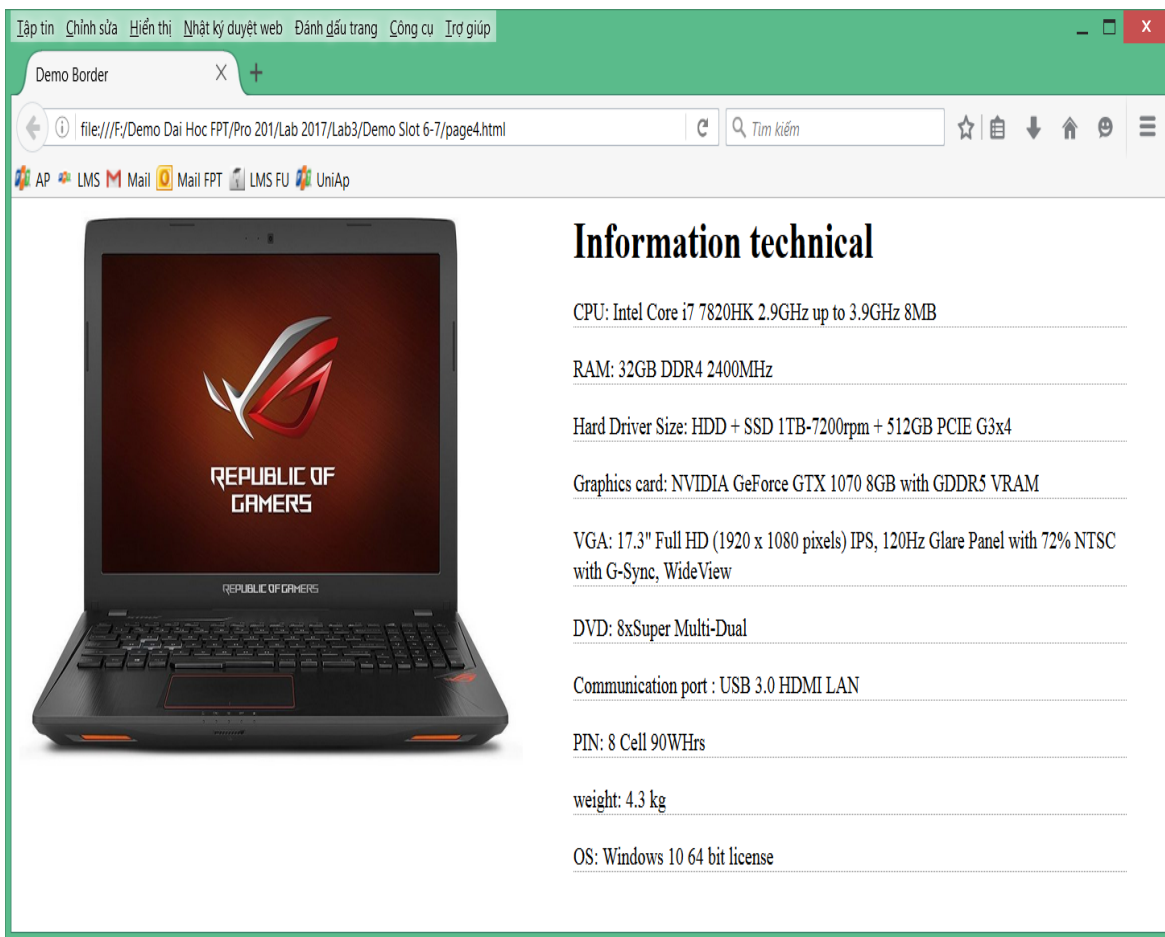 Tập tin Chỉnh sửa Hiển thị Nhật ký duyệt web Đánh dấu trang Công cụ Trợ giúp
Demo Border
file:///F:/Demo Dai Hoc FPT/Pro 201/Lab 2017/Lab3/Demo Slot 6-7/page4.html
Tìm kiếm
AP LMS Mail Mail FPT LMS FU UniAp
REPUBLIC OF
GAMERS
REPUBLIC OF GAMERS
Information technical
CPU: Intel Core i7 7820HK 2.9GHz up to 3.9GHz 8MB
RAM: 32GB DDR4 2400MHz
Hard Driver Size: HDD + SSD 1TB-7200rpm + 512GB PCIE G3x4
Graphics card: NVIDIA GeForce GTX 1070 8GB with GDDR5 VRAM
VGA: 17.3" Full HD (1920 x 1080 pixels) IPS, 120Hz Glare Panel with 72% NTSC
with G-Sync, WideView
DVD: 8xSuper Multi-Dual
Communication port : USB 3.0 HDMI LAN
PIN: 8 Cell 90WHrs
weight: 4.3 kg
OS: Windows 10 64 bit license